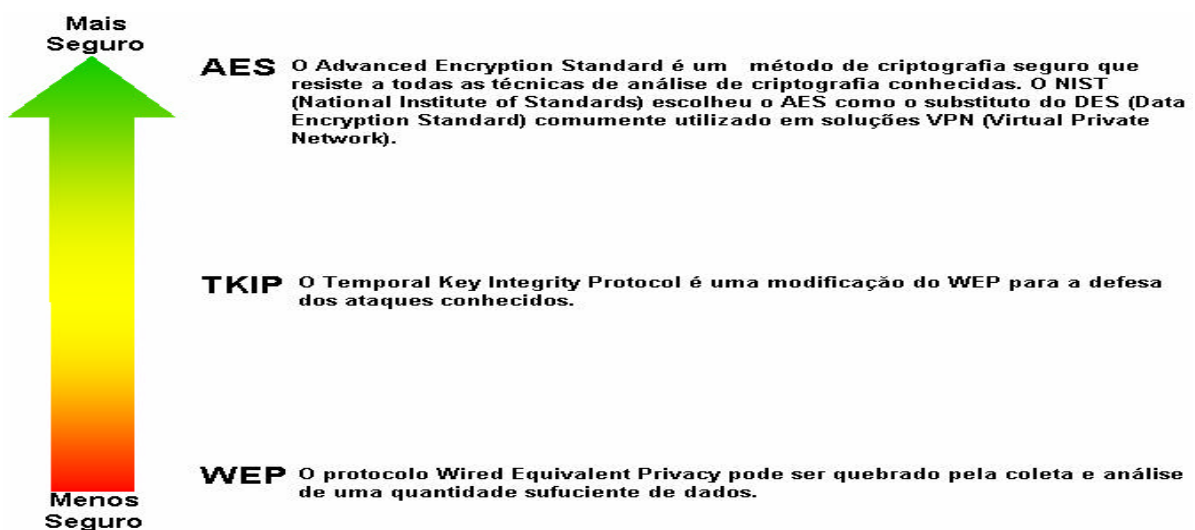 Mais
Seguro
AES O Advanced Encryption Standard é um método de criptografia seguro que
resiste a todas as técnicas de análise de criptografia conhecidas. O NIST
(National Institute of Standards) escolheu o AES como o substituto do DES (Data
Encryption Standard) comumente utilizado em soluções VPN (Virtual Private
Network).
TKIP O Temporal Key Integrity Protocol é uma modificação do WEP para a defesa
dos ataques conhecidos.
WEP O protocolo Wired Equivalent Privacy pode ser quebrado pela coleta e análise
de uma quantidade sufuciente de dados.
Menos
Seguro